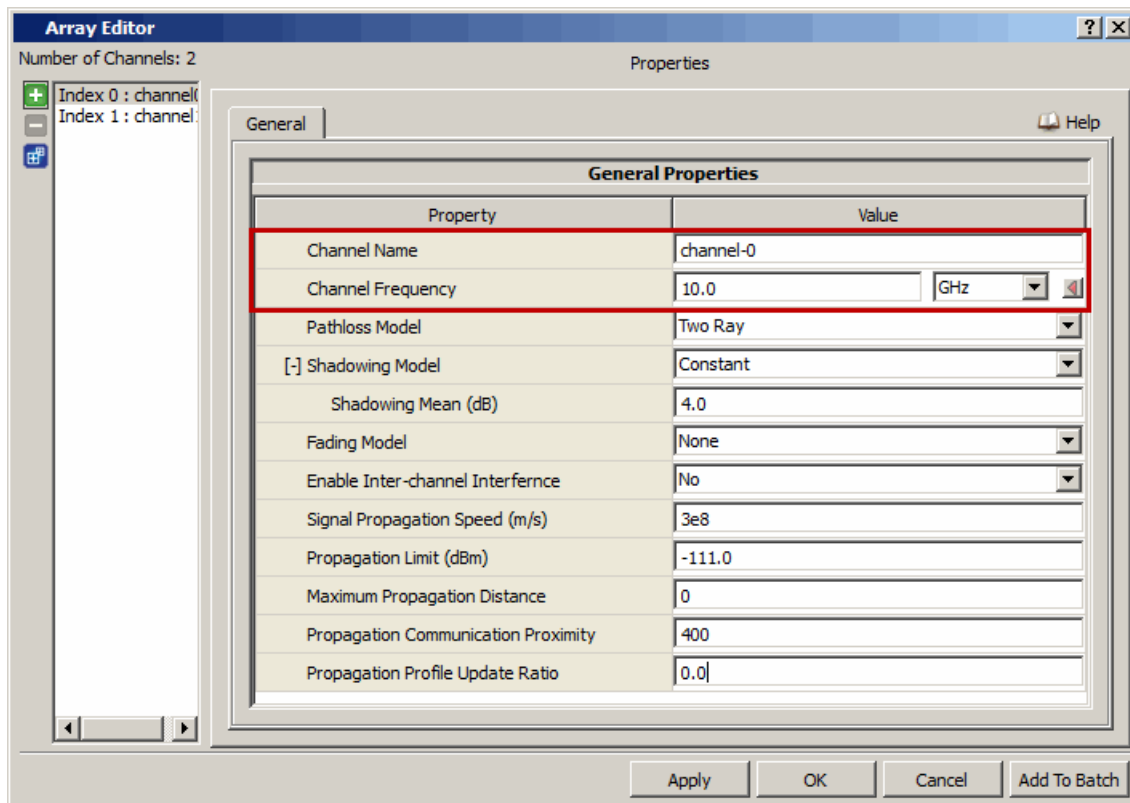 Array Editor
Number of Channels: 2
Properties
Index 0 : channel
Index 1 : channel
General
Help
General Properties
Property Value
Channel Name channel-0
Channel Frequency 10.0 GHz
Pathloss Model Two Ray
[-] Shadowing Model Constant
Shadowing Mean (dB) 4.0
Fading Model None
Enable Inter-channel Interfernce No
Signal Propagation Speed (m/s) 3e8
Propagation Limit (dBm) -111.0
Maximum Propagation Distance 0
Propagation Communication Proximity 400
Propagation Profile Update Ratio 0.0
Apply OK Cancel Add To Batch